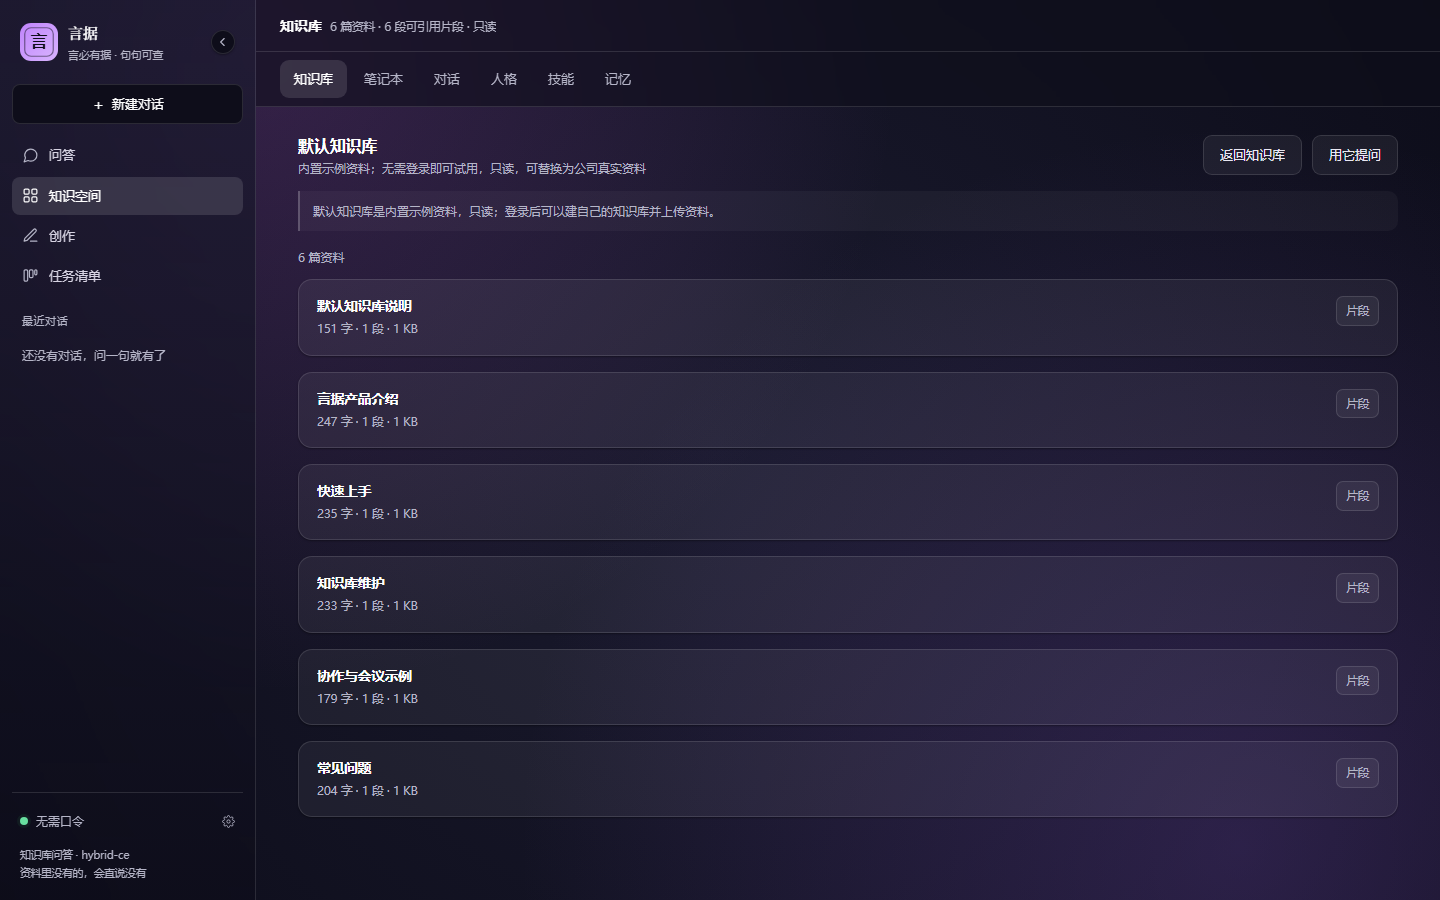 言
言据
言必有据 · 句句可查
+ 新建对话
问答
知识空间
创作
任务清单
最近对话
还没有对话，问一句就有了
无需口令
知识库问答 · hybrid-ce
资料里没有的，会直说没有
知识库 6 篇资料 · 6 段可引用片段 · 只读
知识库 笔记本 对话 人格 技能 记忆
默认知识库
内置示例资料；无需登录即可试用，只读，可替换为公司真实资料
返回知识库 用它提问
默认知识库是内置示例资料，只读；登录后可以建自己的知识库并上传资料。
6 篇资料
默认知识库说明
151 字 · 1 段 · 1 KB
片段
言据产品介绍
247 字 · 1 段 · 1 KB
片段
快速上手
235 字 · 1 段 · 1 KB
片段
知识库维护
233 字 · 1 段 · 1 KB
片段
协作与会议示例
179 字 · 1 段 · 1 KB
片段
常见问题
204 字 · 1 段 · 1 KB
片段